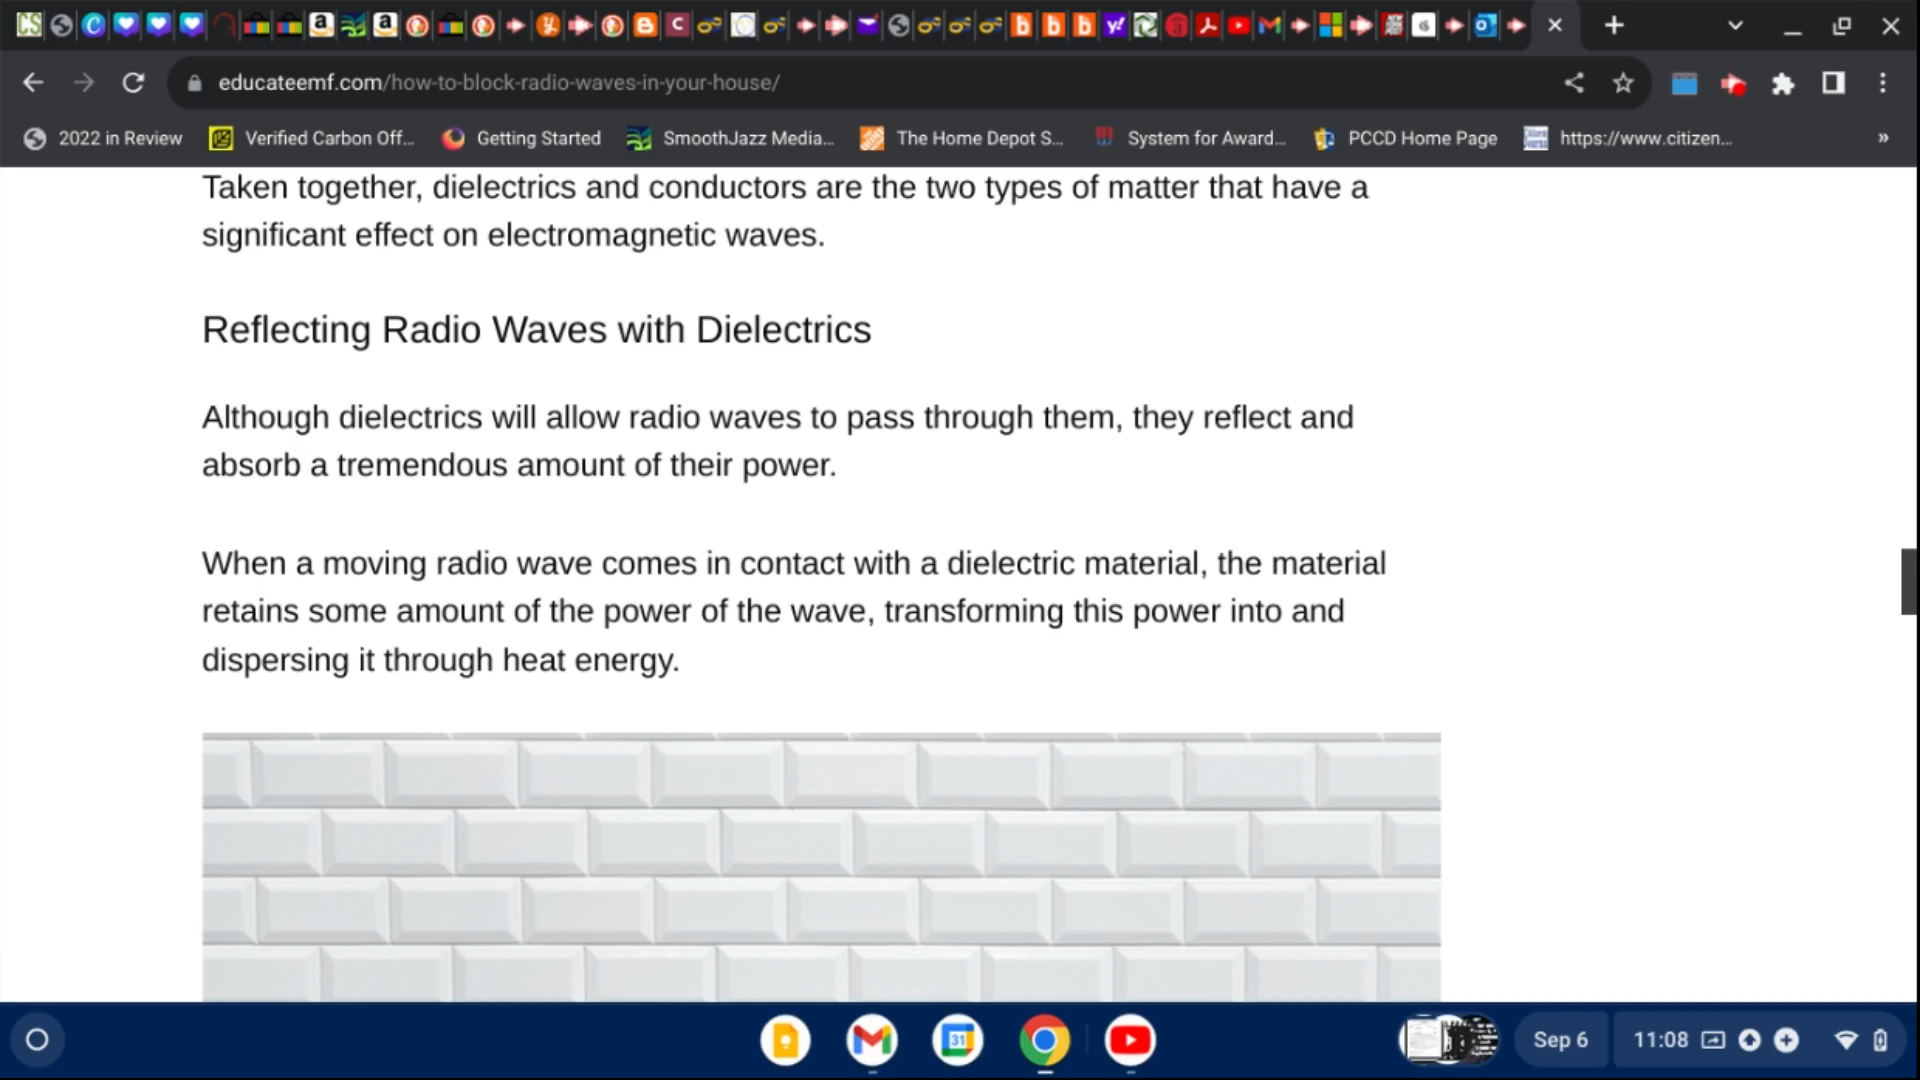 educateemf.com/how-to-block-radio-waves-in-your-house/
2022 in Review Verified Carbon Off... Getting Started SmoothJazz Media... The Home Depot S... System for Award... PCCD Home Page https://www.citizen... »
Taken together, dielectrics and conductors are the two types of matter that have a
significant effect on electromagnetic waves.
Reflecting Radio Waves with Dielectrics
Although dielectrics will allow radio waves to pass through them, they reflect and
absorb a tremendous amount of their power.
When a moving radio wave comes in contact with a dielectric material, the material
retains some amount of the power of the wave, transforming this power into and
dispersing it through heat energy.
31 Sep 6 11:08